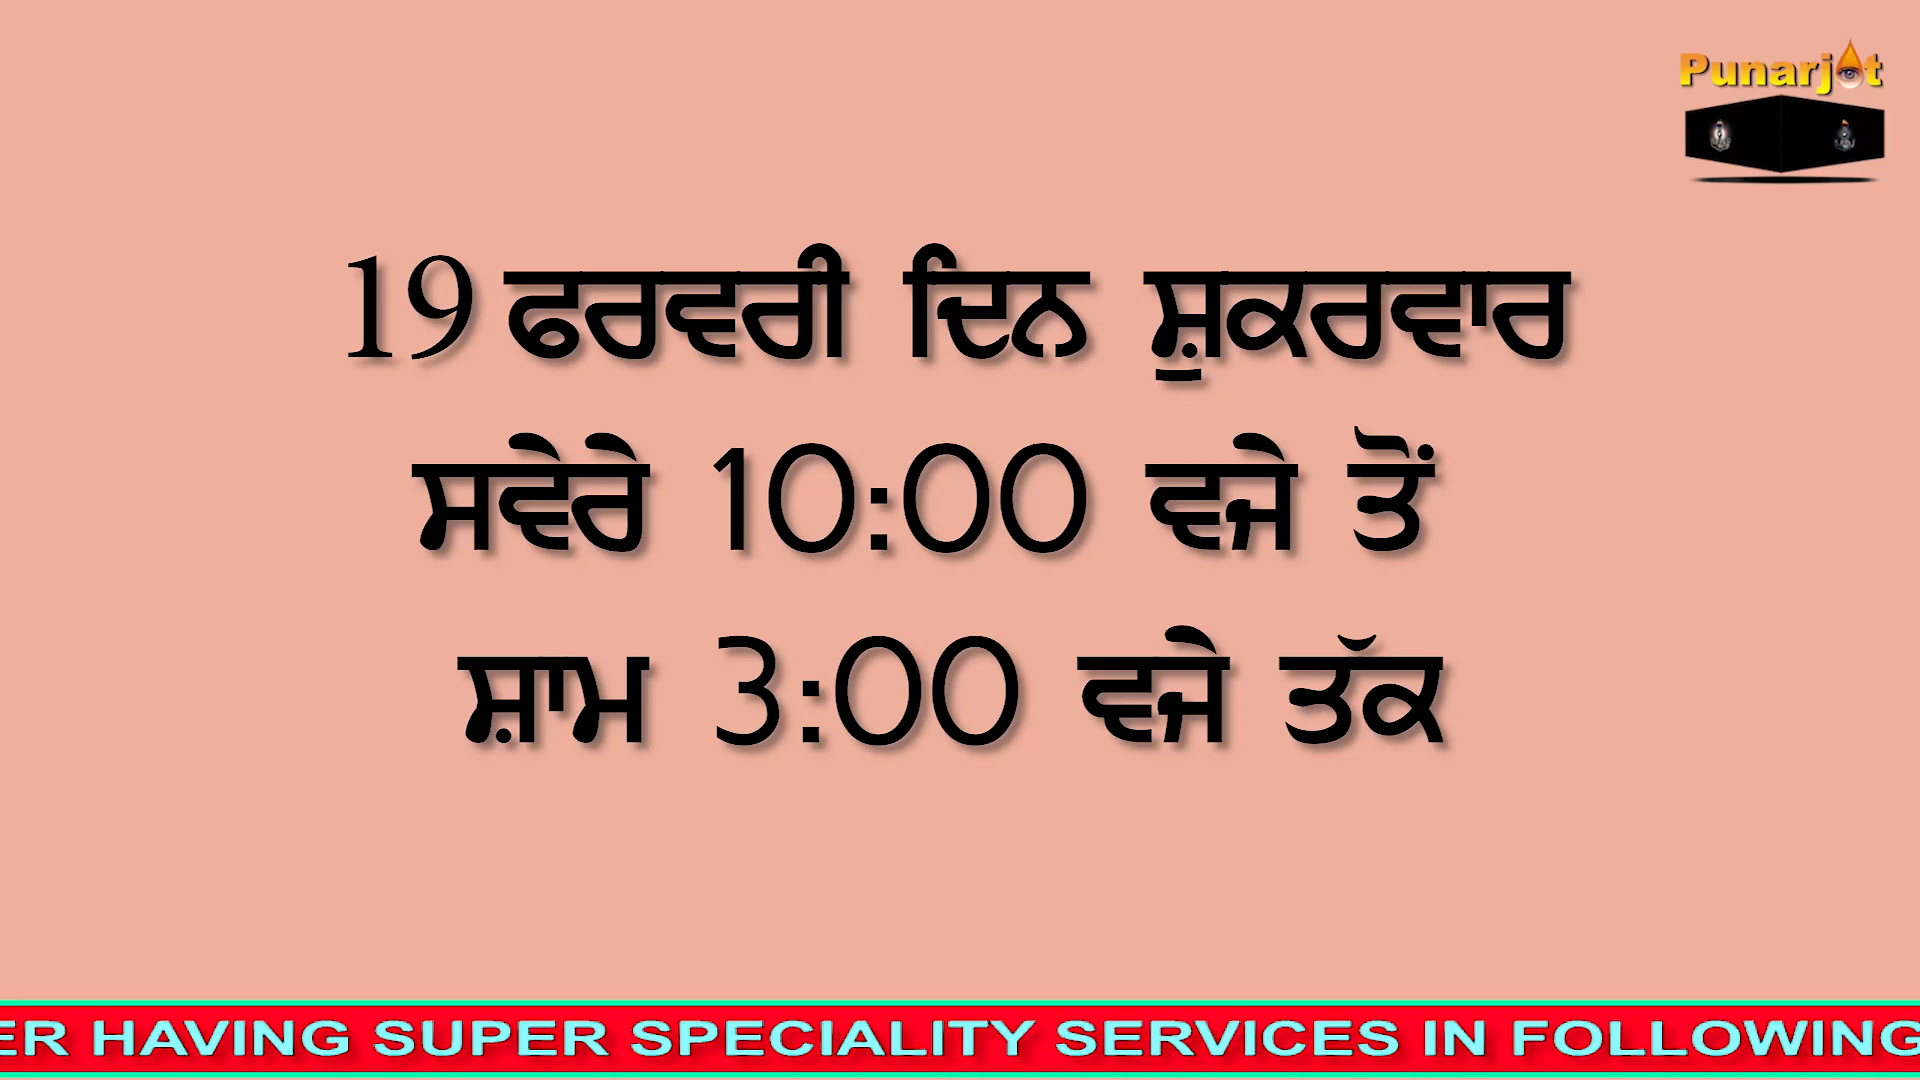 Punarjot
19 ਫਰਵਰੀ ਦਿਨ ਸ਼ੁਕਰਵਾਰ
ਸਵੇਰੇ 10:00 ਵਜੇ ਤੋਂ
ਸ਼ਾਮ 3:00 ਵਜੇ ਤੱਕ
ER HAVING SUPER SPECIALITY SERVICES IN FOLLOWING